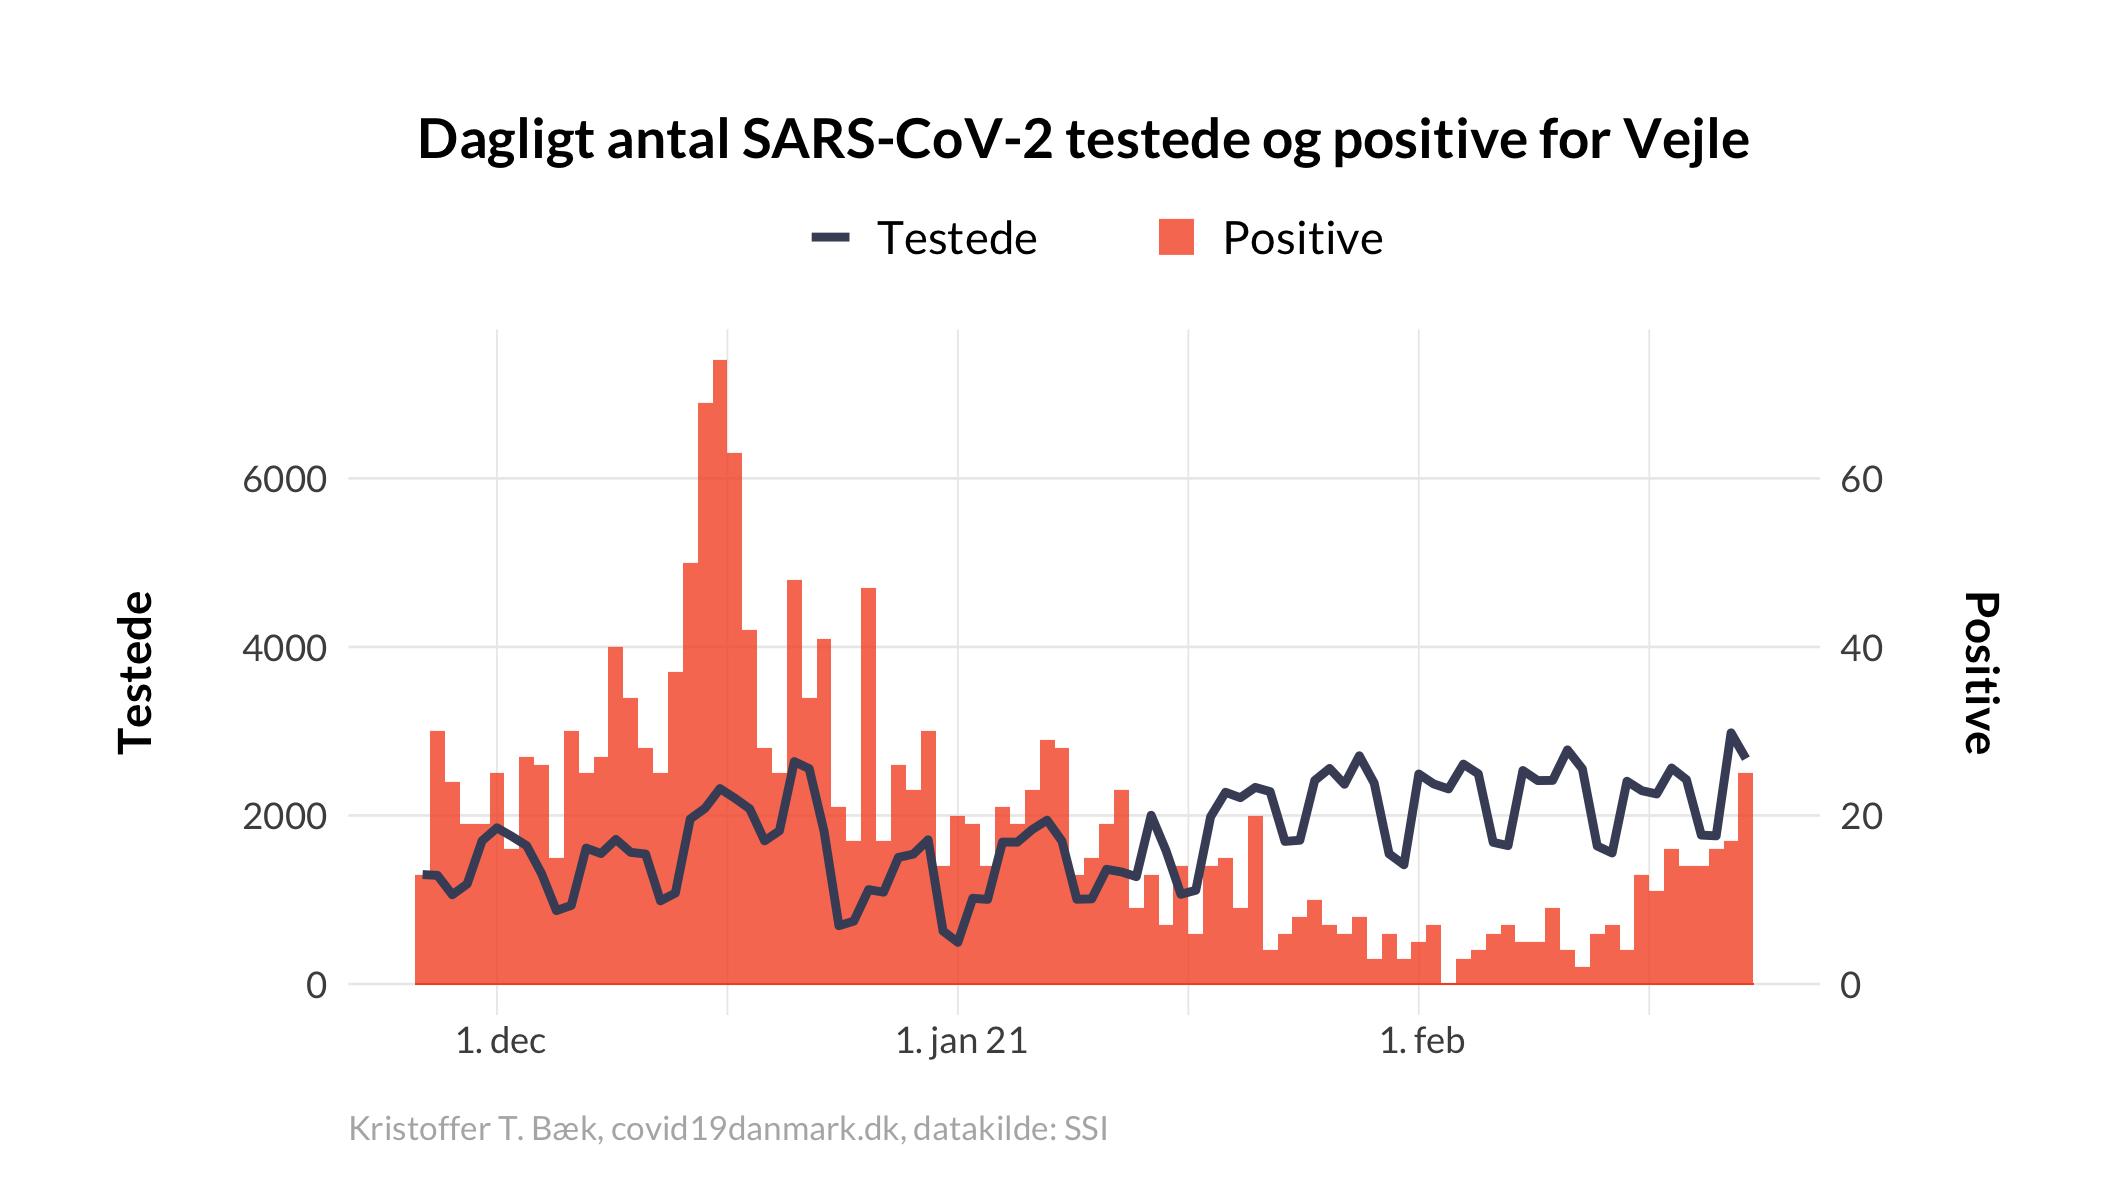 Dagligt antal SARS-CoV-2 testede og positive for Vejle
Testede
Positive
Testede
6000
4000
2000
0
60
40
20
0
Positive
1. dec
1. jan 21
1. feb
Kristoffer T. Bæk, covid19danmark.dk, datakilde: SSI